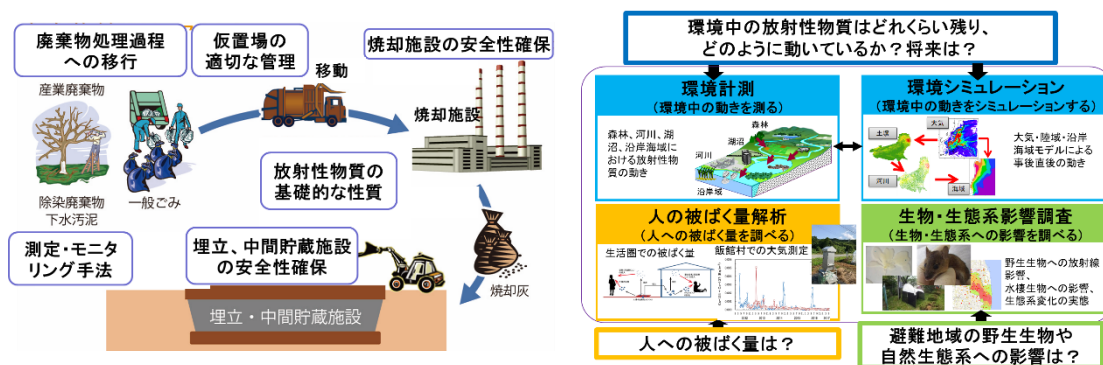 廃棄物処理過程
への移行
仮置場の
適切な管理
焼却施設の安全性確保
産業廃棄物
移動
焼却施設
放射性物質の
基礎的な性質
除染廃棄物
下水汚泥
一般ごみ
測定・モニタ
リング手法
埋立、中間貯蔵施設
の安全性確保
焼却灰
埋立・中間貯蔵施設
環境中の放射性物質はどれくらい残り、
どのように動いているか？将来は？
環境計測
（環境中の動きを測る）
森林、河川、湖
沼、沿岸海域に
おける放射性物
質の動き
森林
湖沼
河川
沿岸域
環境シミュレーション
（環境中の動きをシミュレーションする）
大気
土壌
河川
海域
大気・陸域・沿岸
海域モデルによる
事後直後の動き
人の被ばく量解析
（人への被ばく量を調べる）
生活圏での被ばく量
飯館村での大気測定
生物・生態系影響調査
（生物・生態系への影響を調べる）
野生生物への放射線
影響、
水棲生物への影響、
生態系変化の実態
人への被ばく量は？
避難地域の野生生物や
自然生態系への影響は？